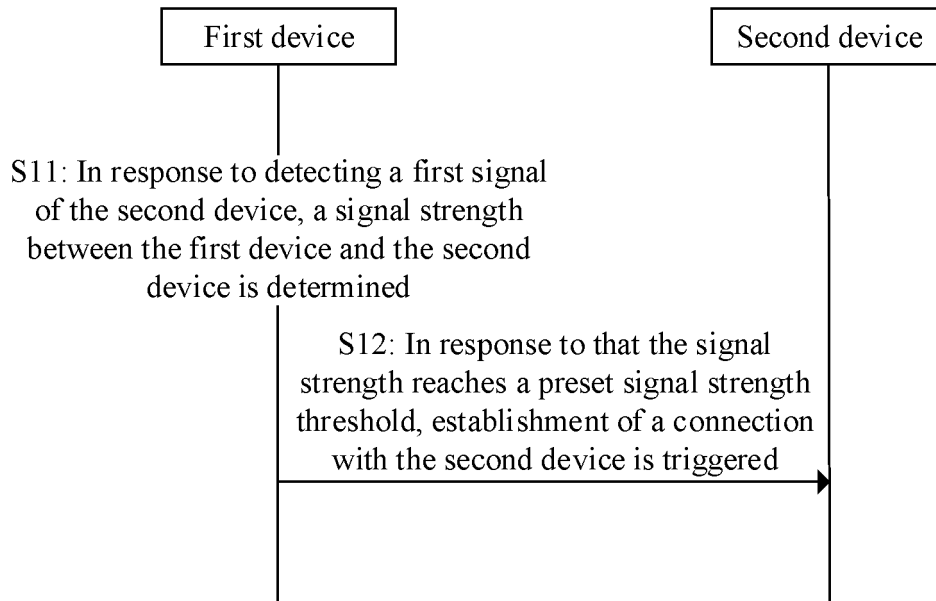 First device
Second device
S11: In response to detecting a first signal
of the second device, a signal strength
between the first device and the second
device is determined
S12: In response to that the signal
strength reaches a preset signal strength
threshold, establishment of a connection
with the second device is triggered